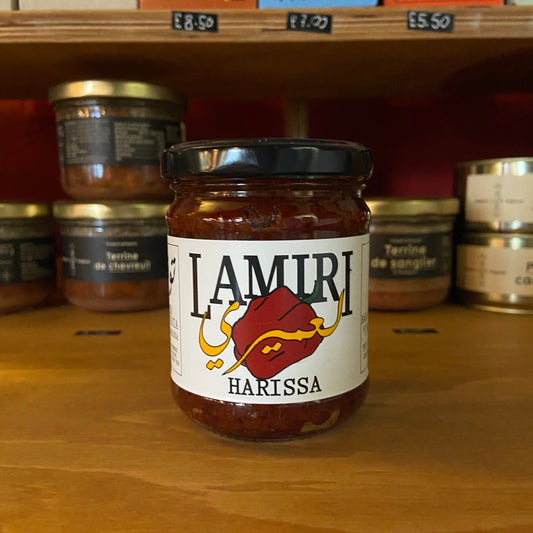 £8.50
£7.00
£5.50
LAMIRI
لعميري
HARISSA
Terrine
de chevreuil
Terrine
de sanglier